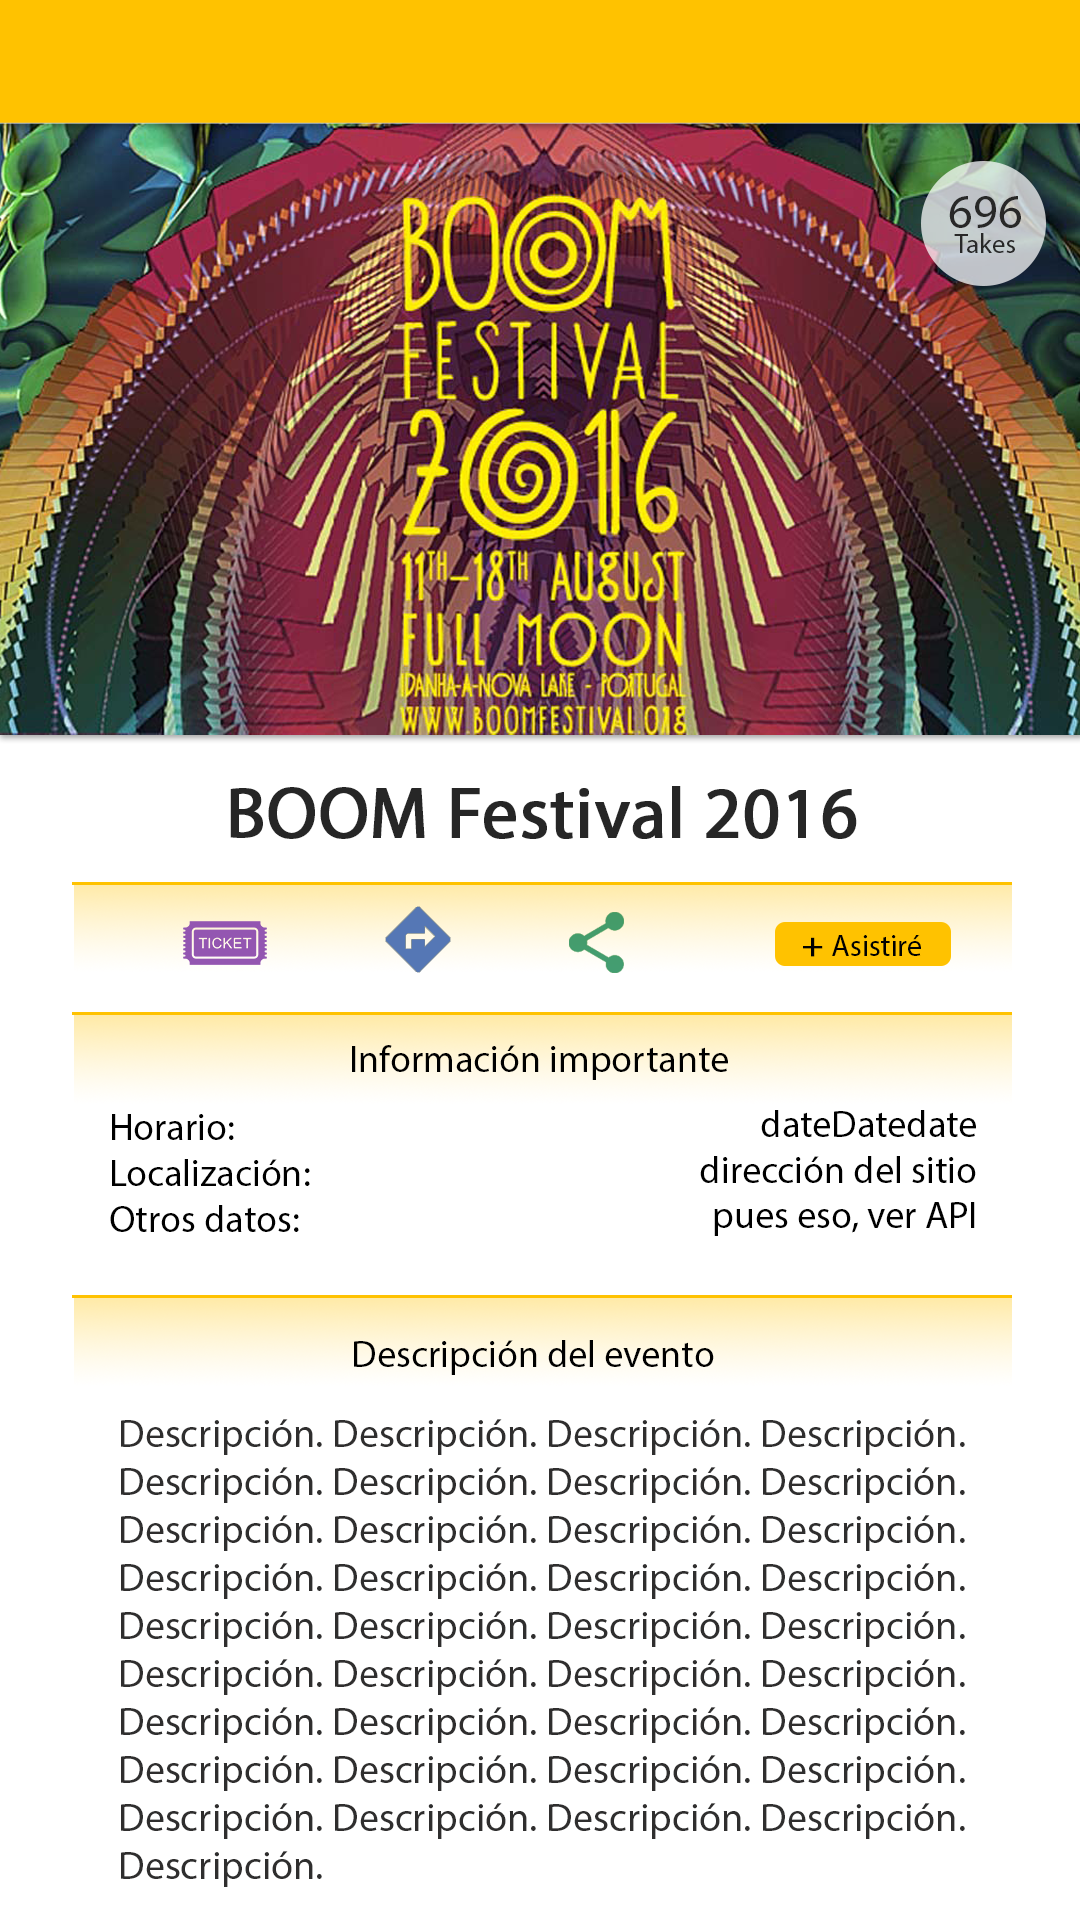 BOOM
FESTIVAL
2016
11TH-18TH AUGUST
FULL MOON
IDANHA-A-NOVA LAKE - PORTUGAL
WWW.BOOMFESTIVAL.ORG
696
Takes
BOOM Festival 2016
TICKET
+ Asistiré
Información importante
Horario: dateDatedate
Localización: dirección del sitio
Otros datos: pues eso, ver API
Descripción del evento
Descripción. Descripción. Descripción. Descripción.
Descripción. Descripción. Descripción. Descripción.
Descripción. Descripción. Descripción. Descripción.
Descripción. Descripción. Descripción. Descripción.
Descripción. Descripción. Descripción. Descripción.
Descripción. Descripción. Descripción. Descripción.
Descripción. Descripción. Descripción. Descripción.
Descripción. Descripción. Descripción. Descripción.
Descripción. Descripción. Descripción. Descripción.
Descripción.